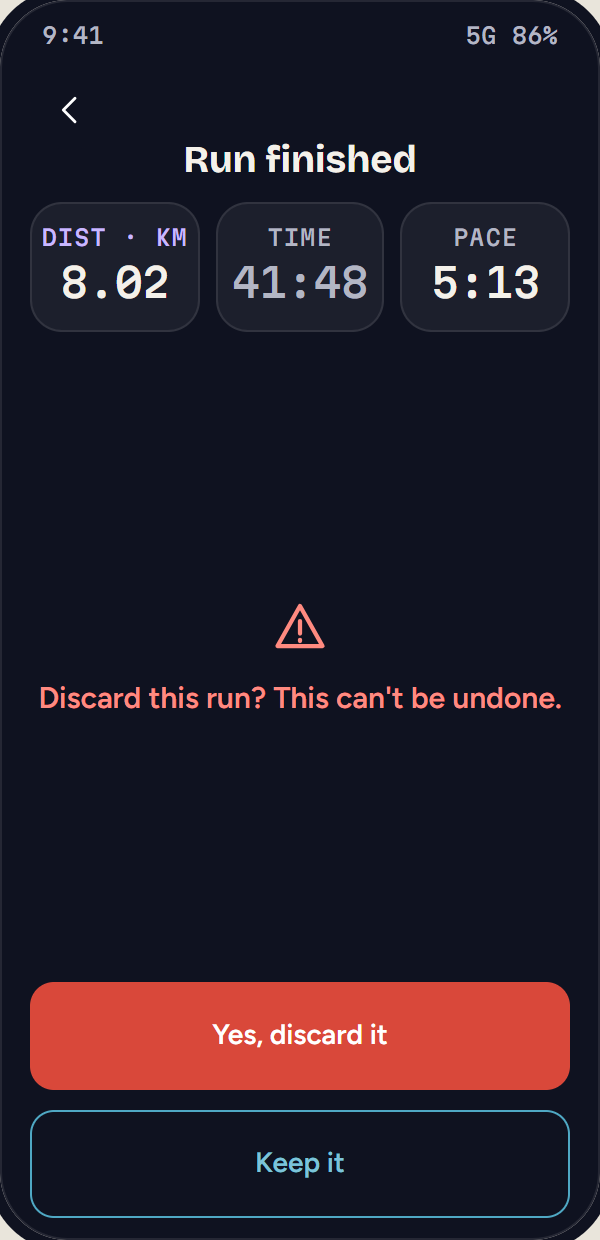 9:41 5G 86%
Run finished
DIST · KM TIME PACE
8.02 41:48 5:13
Discard this run? This can't be undone.
Yes, discard it
Keep it